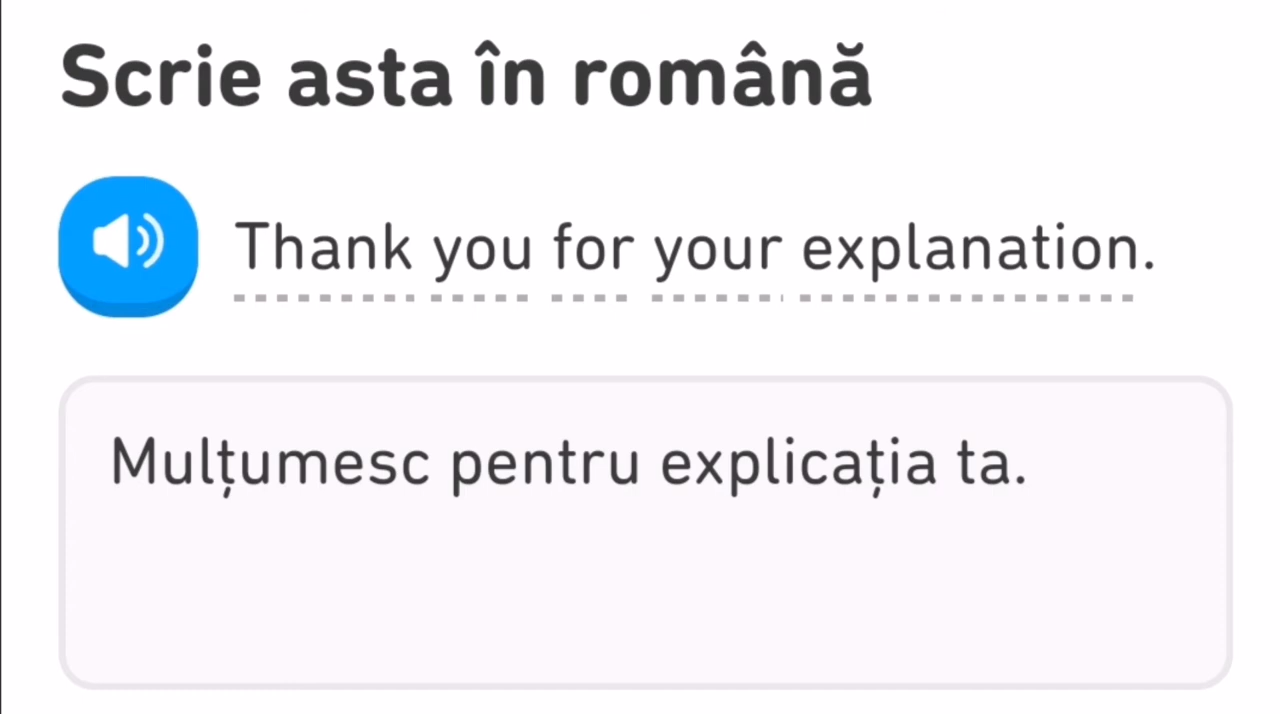 Scrie asta în română
Thank you for your explanation.
Mulțumesc pentru explicația ta.